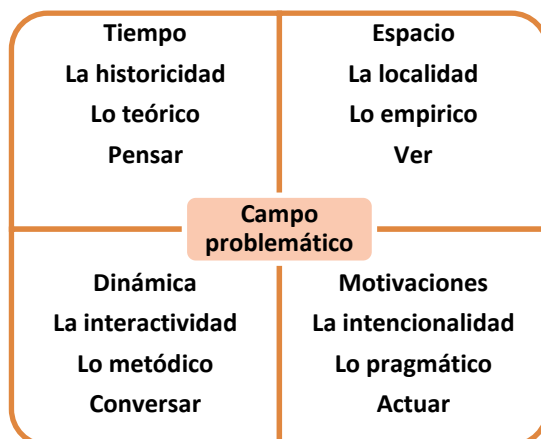 Tiempo
La historicidad
Lo teórico
Pensar
Espacio
La localidad
Lo empirico
Ver
Campo
problemático
Dinámica
La interactividad
Lo metódico
Conversar
Motivaciones
La intencionalidad
Lo pragmático
Actuar